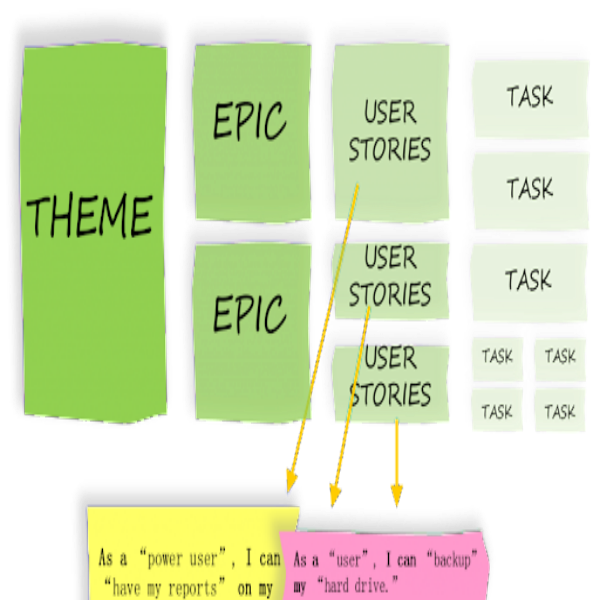 THEME
EPIC
EPIC
USER
STORIES
USER
STORIES
USER
STORIES
TASK
TASK
TASK
TASK
TASK
TASK
TASK
As a “power user”, I can
“have my reports” on my
As a “user”, I can “backup”
my “hard drive.”